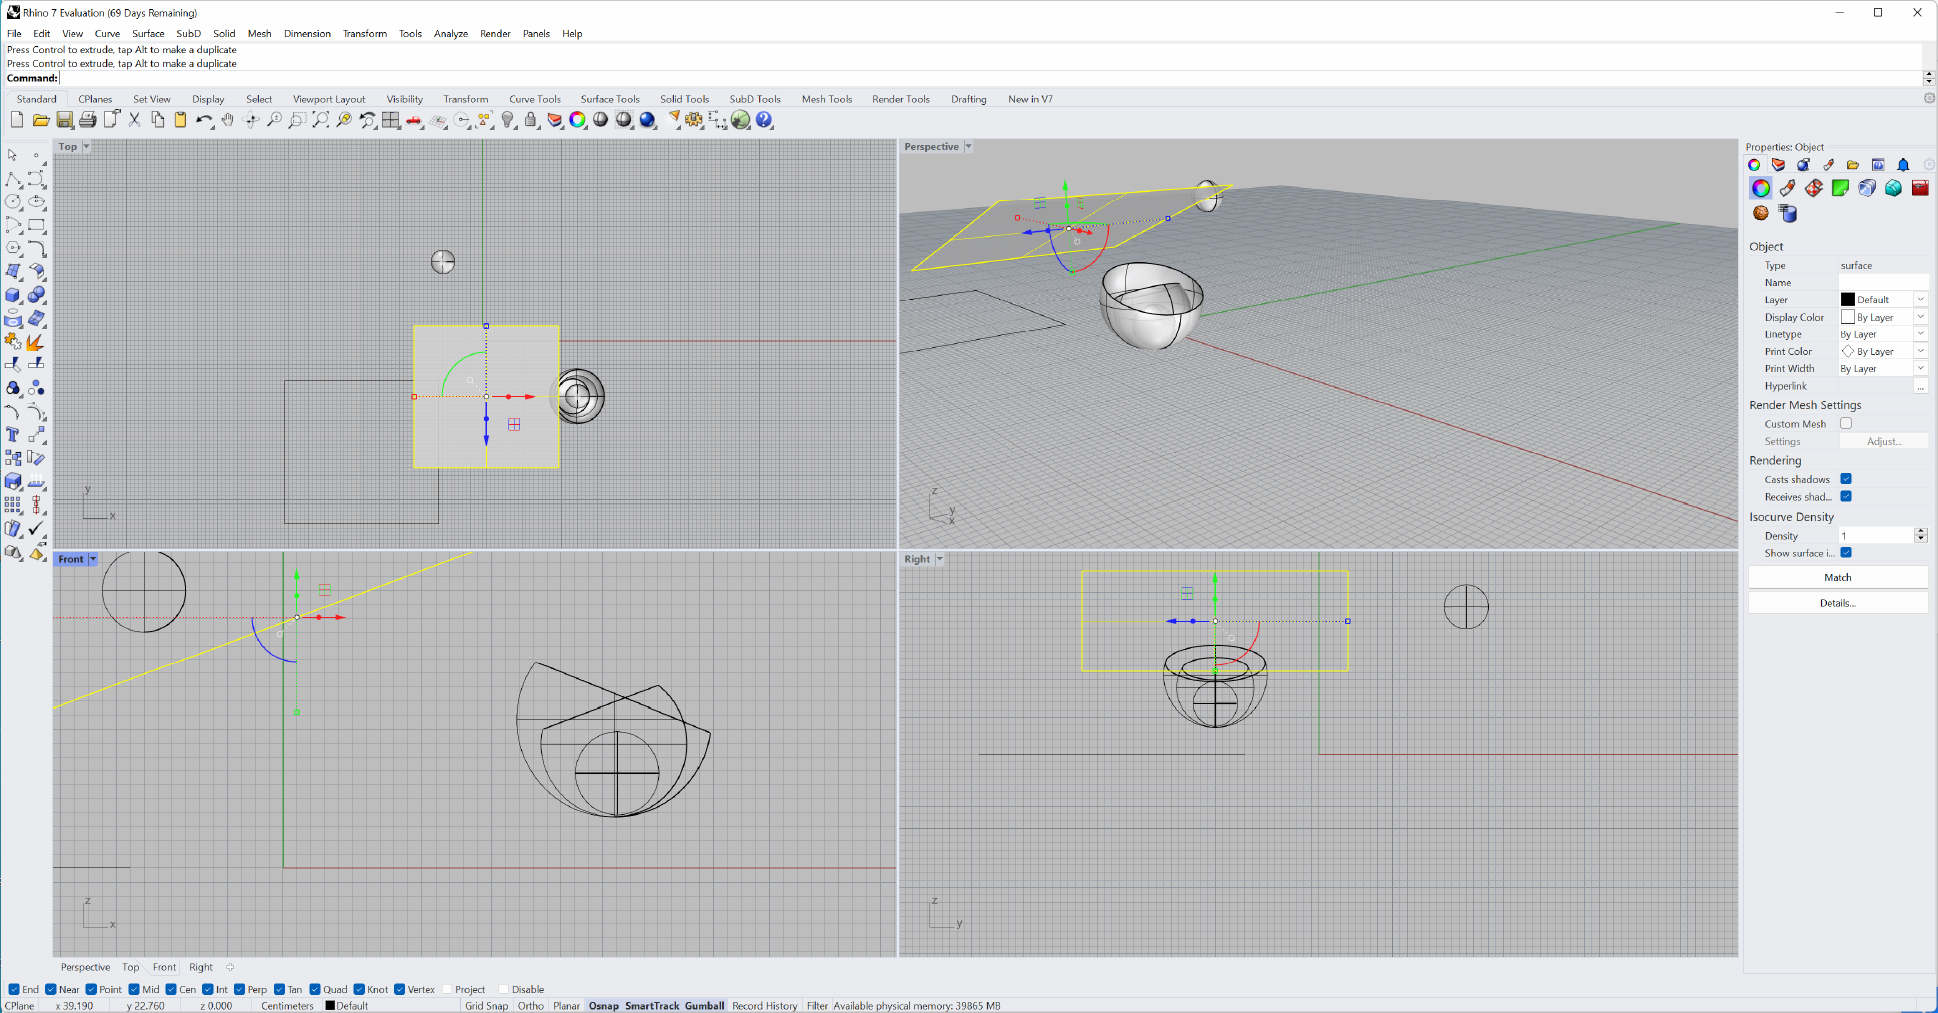 Rhino 7 Evaluation (69 Days Remaining)
File Edit View Curve Surface SubD Solid Mesh Dimension Transform Tools Analyze Render Panels Help
Press Control to extrude, tap Alt to make a duplicate
Press Control to extrude, tap Alt to make a duplicate
Command:
Standard CPlanes Set View Display Select Viewport Layout Visibility Transform Curve Tools Surface Tools Solid Tools SubD Tools Mesh Tools Render Tools Drafting New in V7
Top
y
x
Perspective
z
y
x
Front
z
x
Right
z
y
Properties: Object
Object
Type surface
Name
Layer Default
Display Color By Layer
Linetype By Layer
Print Color By Layer
Print Width By Layer
Hyperlink ...
Render Mesh Settings
Custom Mesh
Settings Adjust...
Rendering
Casts shadows
Receives shad...
Isocurve Density
Density 1
Show surface i...
Match
Details...
Perspective Top Front Right
End Near Point Mid Cen Int Perp Tan Quad Knot Vertex Project Disable
CPlane x 39.190 y 22.760 z 0.000 Centimeters Default Grid Snap Ortho Planar Osnap SmartTrack Gumball Record History Filter Available physical memory: 39865 MB